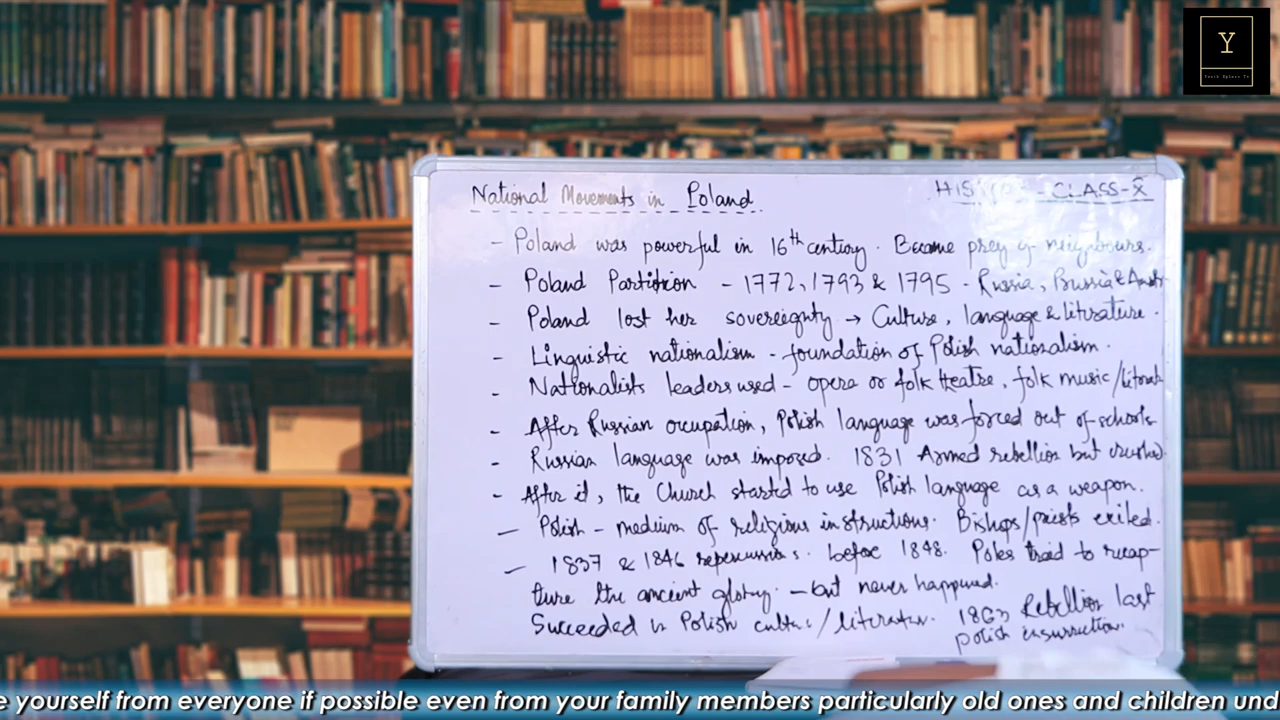 Y
National Movements in Poland
HIS - CLASS-X
- Poland was powerful in 16th century. Became prey of neighbours.
- Poland Partition - 1772, 1793 & 1795 - Russia, Prussia &
- Poland lost her sovereignty → Culture, language & literature.
- Linguistic nationalism - foundation of Polish nationalism.
- Nationalists leaders used - opera or folk theatre, folk music/
- After Russian occupation, Polish language was forced out of schools
- Russian language was imposed. 1831 Armed rebellion but crushed
- After it, the Church started to use Polish language as a weapon.
- Polish - medium of religious instructions. Bishops/priests exiled.
- 1837 & 1846 repercussions. before 1848. Poles tried to recap-
ture the ancient glory. - but never happened.
Succeeded in Polish culture/literature. 1863 Rebellion last
polish insurrection.
e yourself from everyone if possible even from your family members particularly old ones and children und